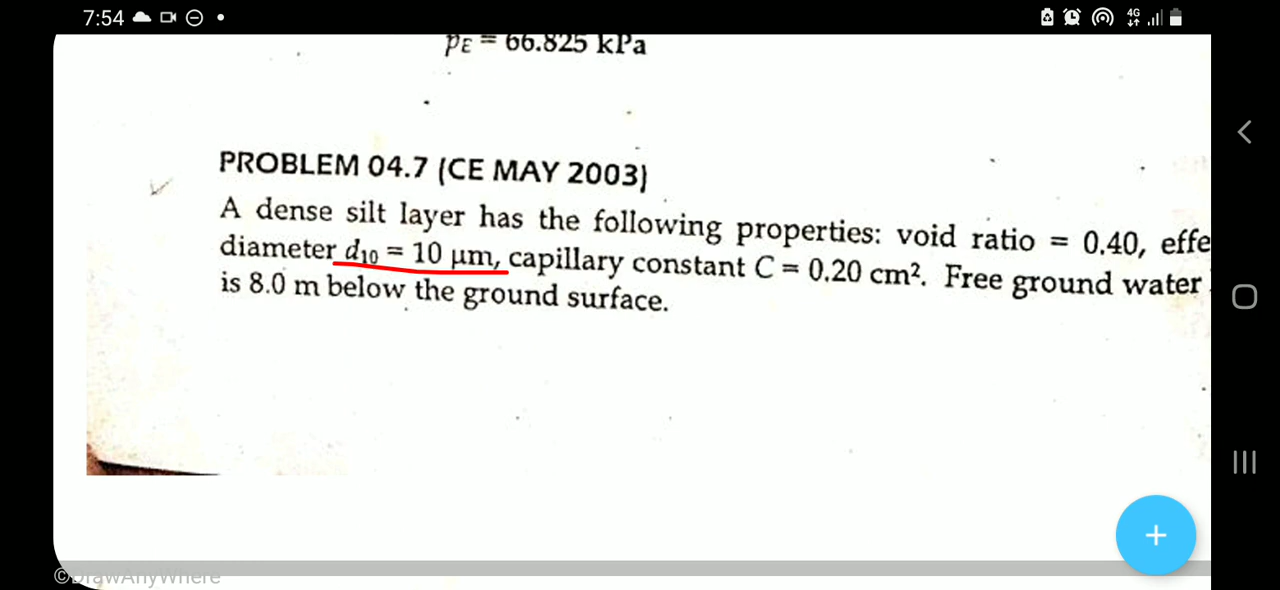 7:54
4G
PE = 66.825 kPa
PROBLEM 04.7 (CE MAY 2003)
A dense silt layer has the following properties: void ratio = 0.40, effe
diameter d10 = 10 μm, capillary constant C = 0.20 cm². Free ground water
is 8.0 m below the ground surface.
©DrawAnyWhere